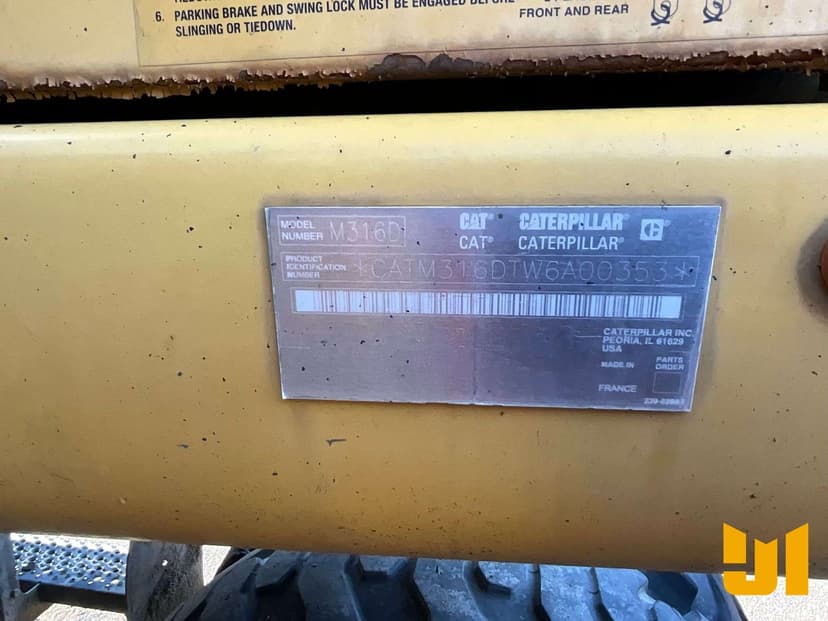 6. PARKING BRAKE AND SWING LOCK MUST BE ENGAGED BEFORE
SLINGING OR TIEDOWN.
FRONT AND REAR
MODEL
NUMBER
M316D
CAT® CATERPILLAR®
CAT® CATERPILLAR®
PRODUCT
IDENTIFICATION
NUMBER
*CATM316DTW6A00353*
CATERPILLAR INC.
PEORIA, IL 61629
USA
MADE IN
FRANCE
PARTS
ORDER